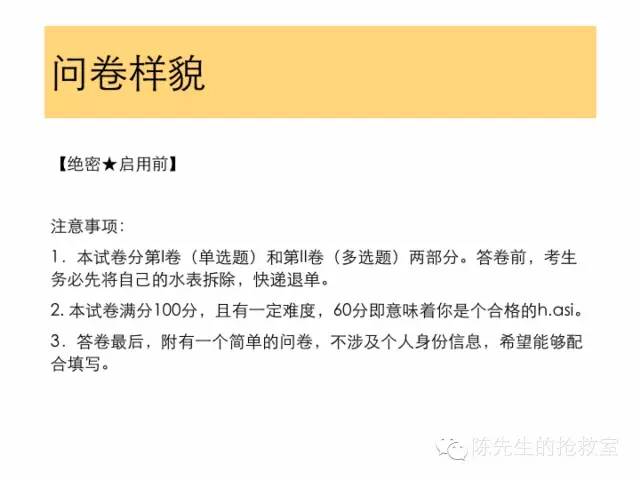 问卷样貌
【绝密★启用前】
注意事项：
1．本试卷分第I卷（单选题）和第II卷（多选题）两部分。答卷前，考生
务必先将自己的水表拆除，快递退单。
2. 本试卷满分100分，且有一定难度，60分即意味着你是个合格的h.asi。
3．答卷最后，附有一个简单的问卷，不涉及个人身份信息，希望能够配
合填写。
陈先生的抢救室